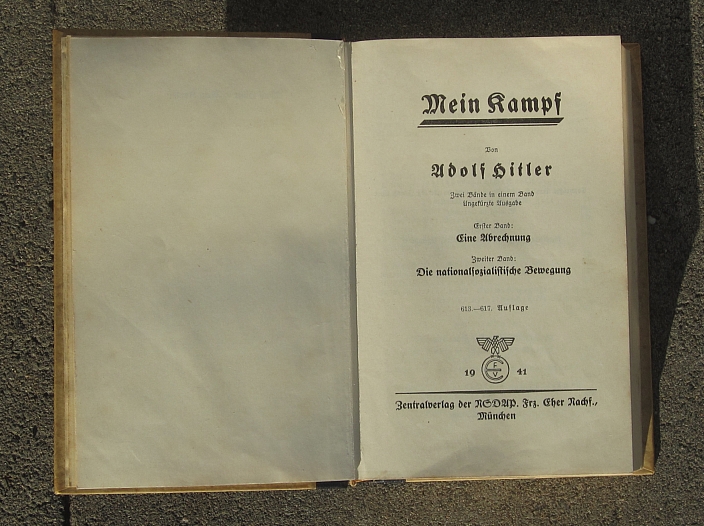 Mein Kampf
Von
Adolf Hitler
Zwei Bände in einem Band
Ungekürzte Ausgabe
Erster Band:
Eine Abrechnung
Zweiter Band:
Die nationalsozialistische Bewegung
613.—617. Auflage
F
E
V
19 41
Zentralverlag der NSDAP. Frz. Eher Nachf.,
München